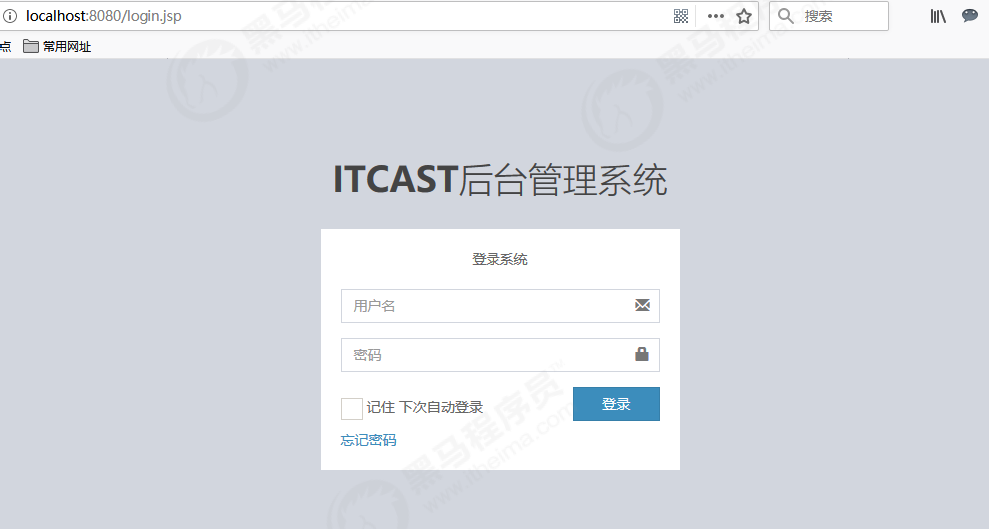 localhost:8080/login.jsp
搜索
点 常用网址
ITCAST后台管理系统
登录系统
用户名
密码
记住 下次自动登录
登录
忘记密码
黑马程序员
www.itheima.com